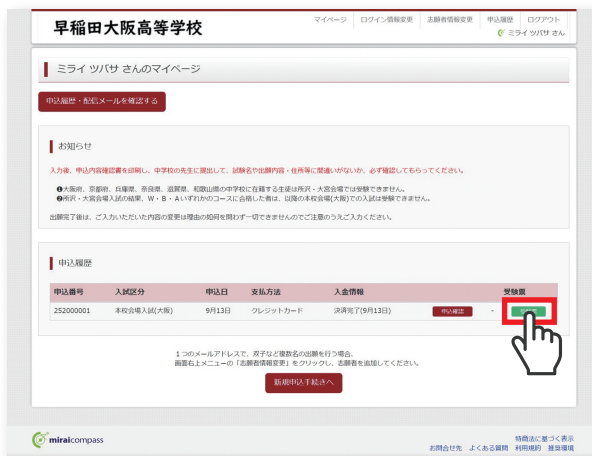 早稲田大阪高等学校
マイページ ログイン情報変更 志願者情報変更 申込履歴 ログアウト
ミライ ツバサ さん
ミライ ツバサ さんのマイページ
申込履歴・配信メールを確認する
お知らせ
入力後、申込内容確認書を印刷し、中学校の先生に提出して、試験名や出願内容・住所等に間違いがないか、必ず確認してもらってください。
❶大阪府、京都府、兵庫県、奈良県、滋賀県、和歌山県の中学校に在籍する生徒は所沢・大宮会場では受験できません。
❷所沢・大宮会場入試の結果、W・B・Aいずれかのコースに合格した者は、以降の本校会場(大阪)での入試は受験できません。
出願完了後は、ご入力いただいた内容の変更は理由の如何を問わず一切できませんのでご注意のうえご入力ください。
申込履歴
申込番号 入試区分 申込日 支払方法 入金情報 受験票
252000001 本校会場入試(大阪) 9月13日 クレジットカード 決済完了(9月13日) 申込確認 -
1つのメールアドレスで、双子など複数名の出願を行う場合、
画面右上メニューの「志願者情報変更」をクリックし、志願者を追加してください。
新規申込手続きへ
miraicompass
特商法に基づく表示
お問合せ先 よくある質問 利用規約 推奨環境